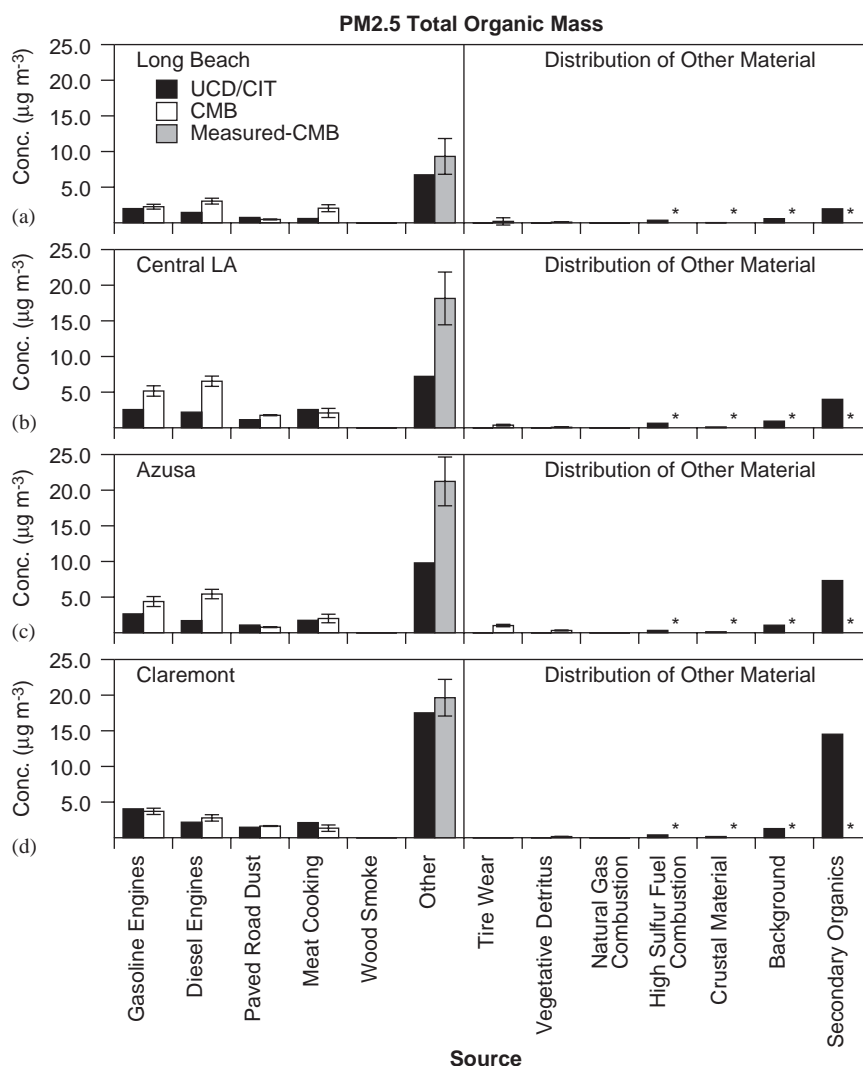 PM2.5 Total Organic Mass
25.0
20.0
15.0
10.0
5.0
Conc. (µg m-3)
(a)
Long Beach
UCD/CIT
CMB
Measured-CMB
Distribution of Other Material
* * * *
25.0
20.0
15.0
10.0
5.0
Conc. (µg m-3)
(b)
Central LA
Distribution of Other Material
* * * *
25.0
20.0
15.0
10.0
5.0
Conc. (µg m-3)
(c)
Azusa
Distribution of Other Material
* * * *
25.0
20.0
15.0
10.0
5.0
Conc. (µg m-3)
(d)
Claremont
Distribution of Other Material
* * * *
Gasoline Engines
Diesel Engines
Paved Road Dust
Meat Cooking
Wood Smoke
Other
Tire Wear
Vegetative Detritus
Natural Gas
Combustion
High Sulfur Fuel
Combustion
Crustal Material
Background
Secondary Organics
Source